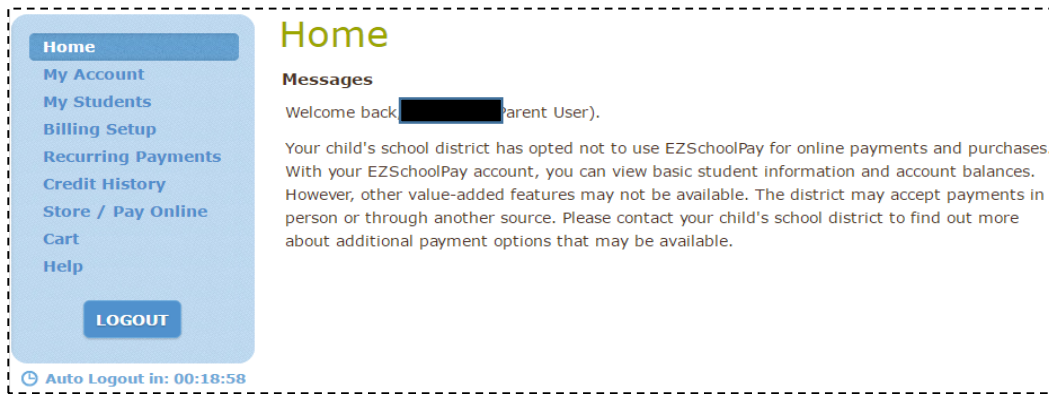 Home
My Account
My Students
Billing Setup
Recurring Payments
Credit History
Store / Pay Online
Cart
Help
LOGOUT
Auto Logout in: 00:18:58
Home
Messages
Welcome back, Parent User).
Your child's school district has opted not to use EZSchoolPay for online payments and purchases.
With your EZSchoolPay account, you can view basic student information and account balances.
However, other value-added features may not be available. The district may accept payments in
person or through another source. Please contact your child's school district to find out more
about additional payment options that may be available.